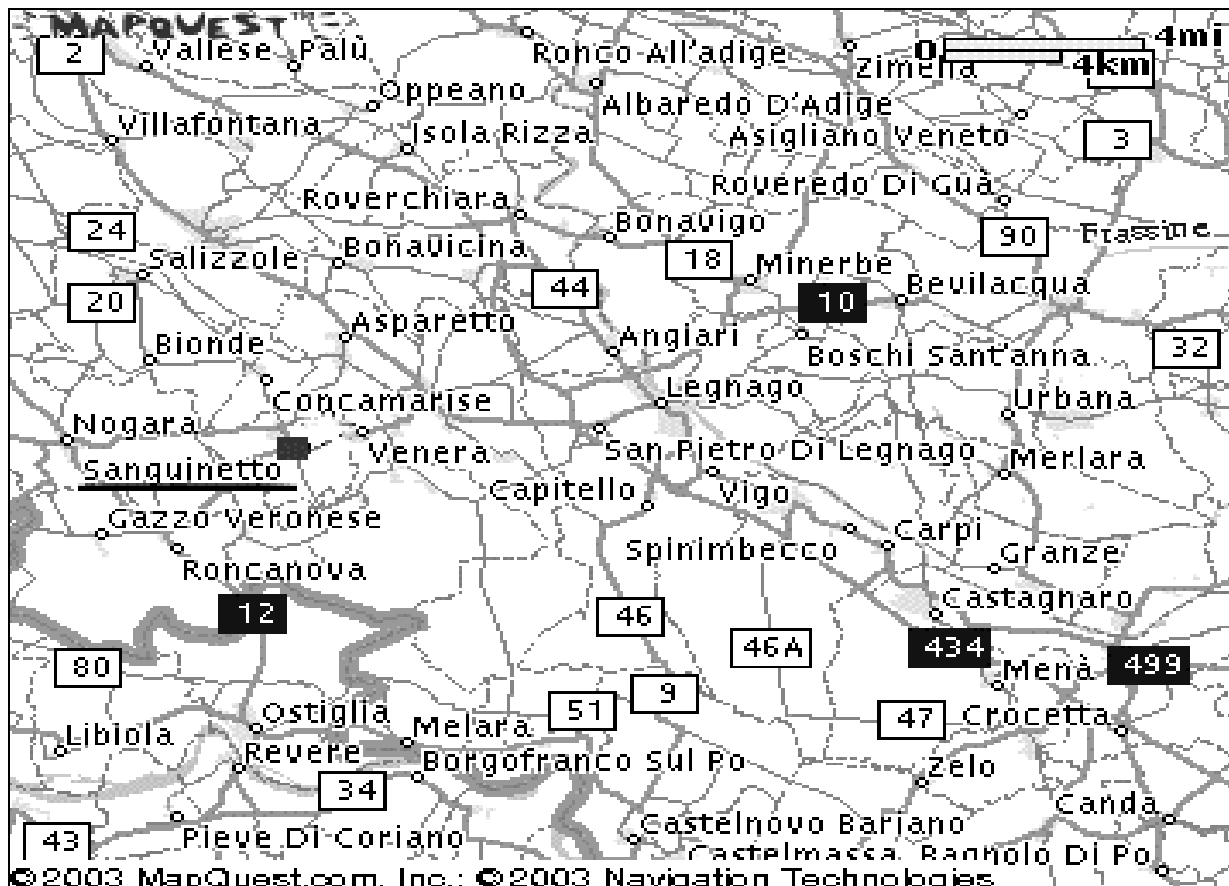 MAPQUEST
4mi
0
4km
2
Vallese
Palù
Ronco All'adige
Zimella
Oppeano
Albaredo D'Adige
Villafontana
Isola Rizza
Asigliano Veneto
3
Roverchiara
Roveredo Di Guà
24
Bonavicina
Bonavigo
18
90
Frassine
Salizzole
Minerbe
20
44
10
Bevilacqua
Asparetto
Angiari
Bionde
Boschi Sant'anna
32
Concamarise
Legnago
Urbana
Nogara
Venera
San Pietro Di Legnago
Merlara
Sanguinetto
Capitello
Vigo
Gazzo Veronese
Carpi
Spinimbecco
Granze
Roncanova
Castagnaro
12
46
46A
434
499
80
Menà
9
51
47
Crocetta
Ostiglia
Melara
Libiola
Revere
Borgofranco Sul Po
Zelo
34
Canda
43
Pieve Di Coriano
Castelnovo Bariano
Castelmassa
Bagnolo Di Po
©2003 MapQuest.com, Inc.; ©2003 Navigation Technologies